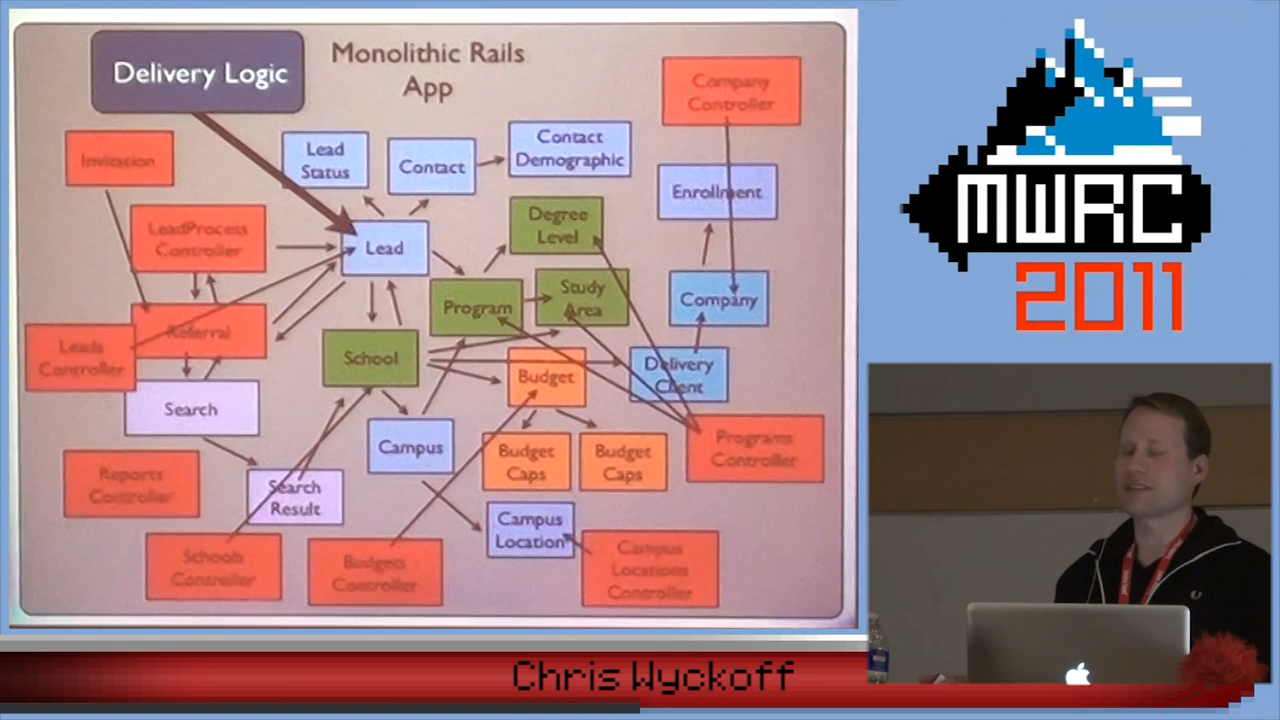 Delivery Logic
Monolithic Rails
App
Company
Controller
Invitation
Lead
Status
Contact
Contact
Demographic
Enrollment
LeadProcess
Controller
Degree
Level
Lead
Program
Study
Area
Company
Referral
Leads
Controller
School
Budget
Delivery
Client
Search
Campus
Budget
Caps
Budget
Caps
Programs
Controller
Reports
Controller
Search
Result
Campus
Location
Schools
Controller
Budgets
Controller
Campus
Locations
Controller
MWRC
2011
Chris Wyckoff